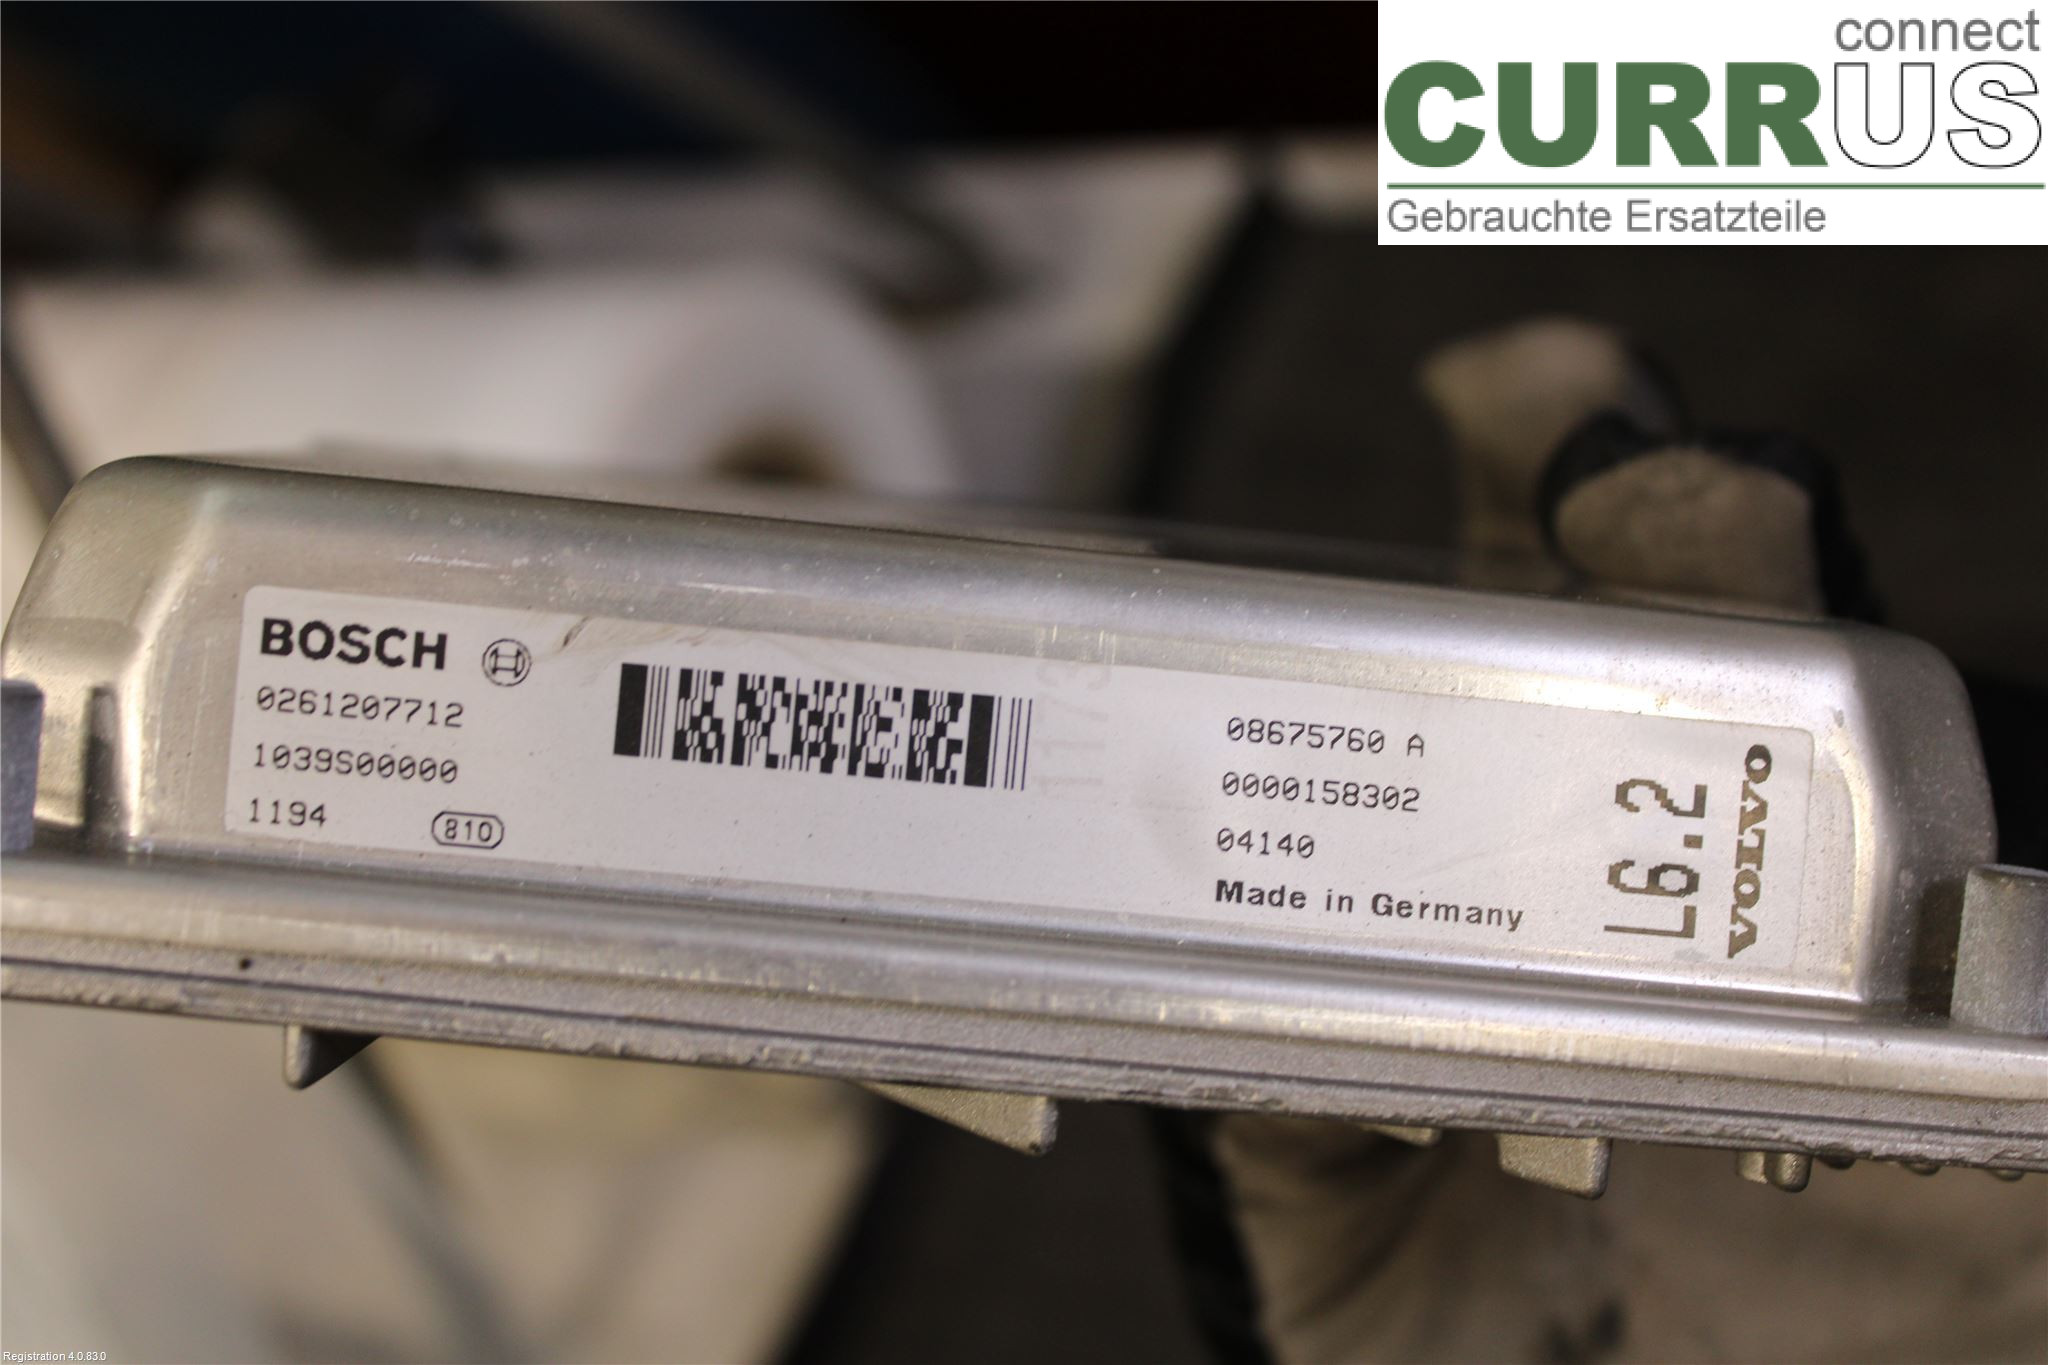 connect
CURRUS
Gebrauchte Ersatzteile
BOSCH
0261207712
1039S00000
1194
810
08675760 A
0000158302
04140
Made in Germany
L6.2
VOLVO
Registration 4.0.83.0